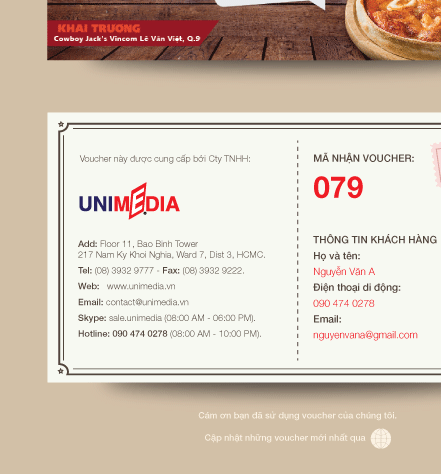 KHAI TRƯƠNG
Cowboy Jack's Vincom Lê Văn Việt, Q.9
Voucher này được cung cấp bởi Cty TNHH:
UNIMEDIA
Add: Floor 11, Bao Binh Tower
217 Nam Ky Khoi Nghia, Ward 7, Dist 3, HCMC.
Tel: (08) 3932 9777 - Fax: (08) 3932 9222.
Web: www.unimedia.vn
Email: contact@unimedia.vn
Skype: sale.unimedia (08:00 AM - 06:00 PM).
Hotline: 090 474 0278 (08:00 AM - 10:00 PM).
MÃ NHẬN VOUCHER:
079
THÔNG TIN KHÁCH HÀNG
Họ và tên:
Nguyễn Văn A
Điện thoại di động:
090 474 0278
Email:
nguyenvana@gmail.com
Cám ơn bạn đã sử dụng voucher của chúng tôi.
Cập nhật những voucher mới nhất qua